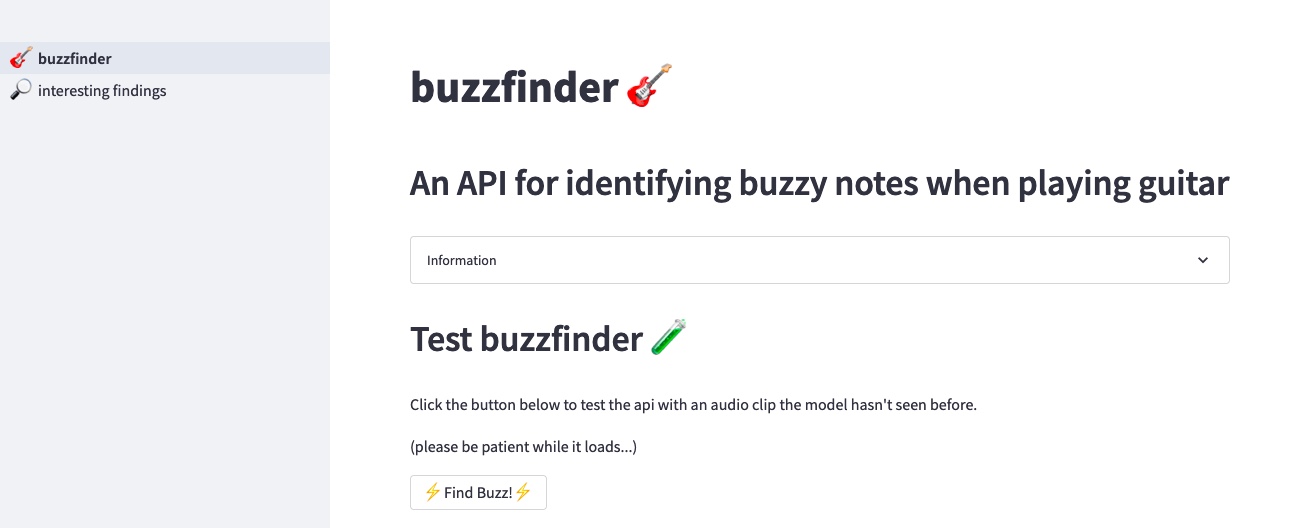 🎸 buzzfinder
🔎 interesting findings
buzzfinder 🎸
An API for identifying buzzy notes when playing guitar
Information
Test buzzfinder 🧪
Click the button below to test the api with an audio clip the model hasn't seen before.
(please be patient while it loads...)
⚡Find Buzz!⚡